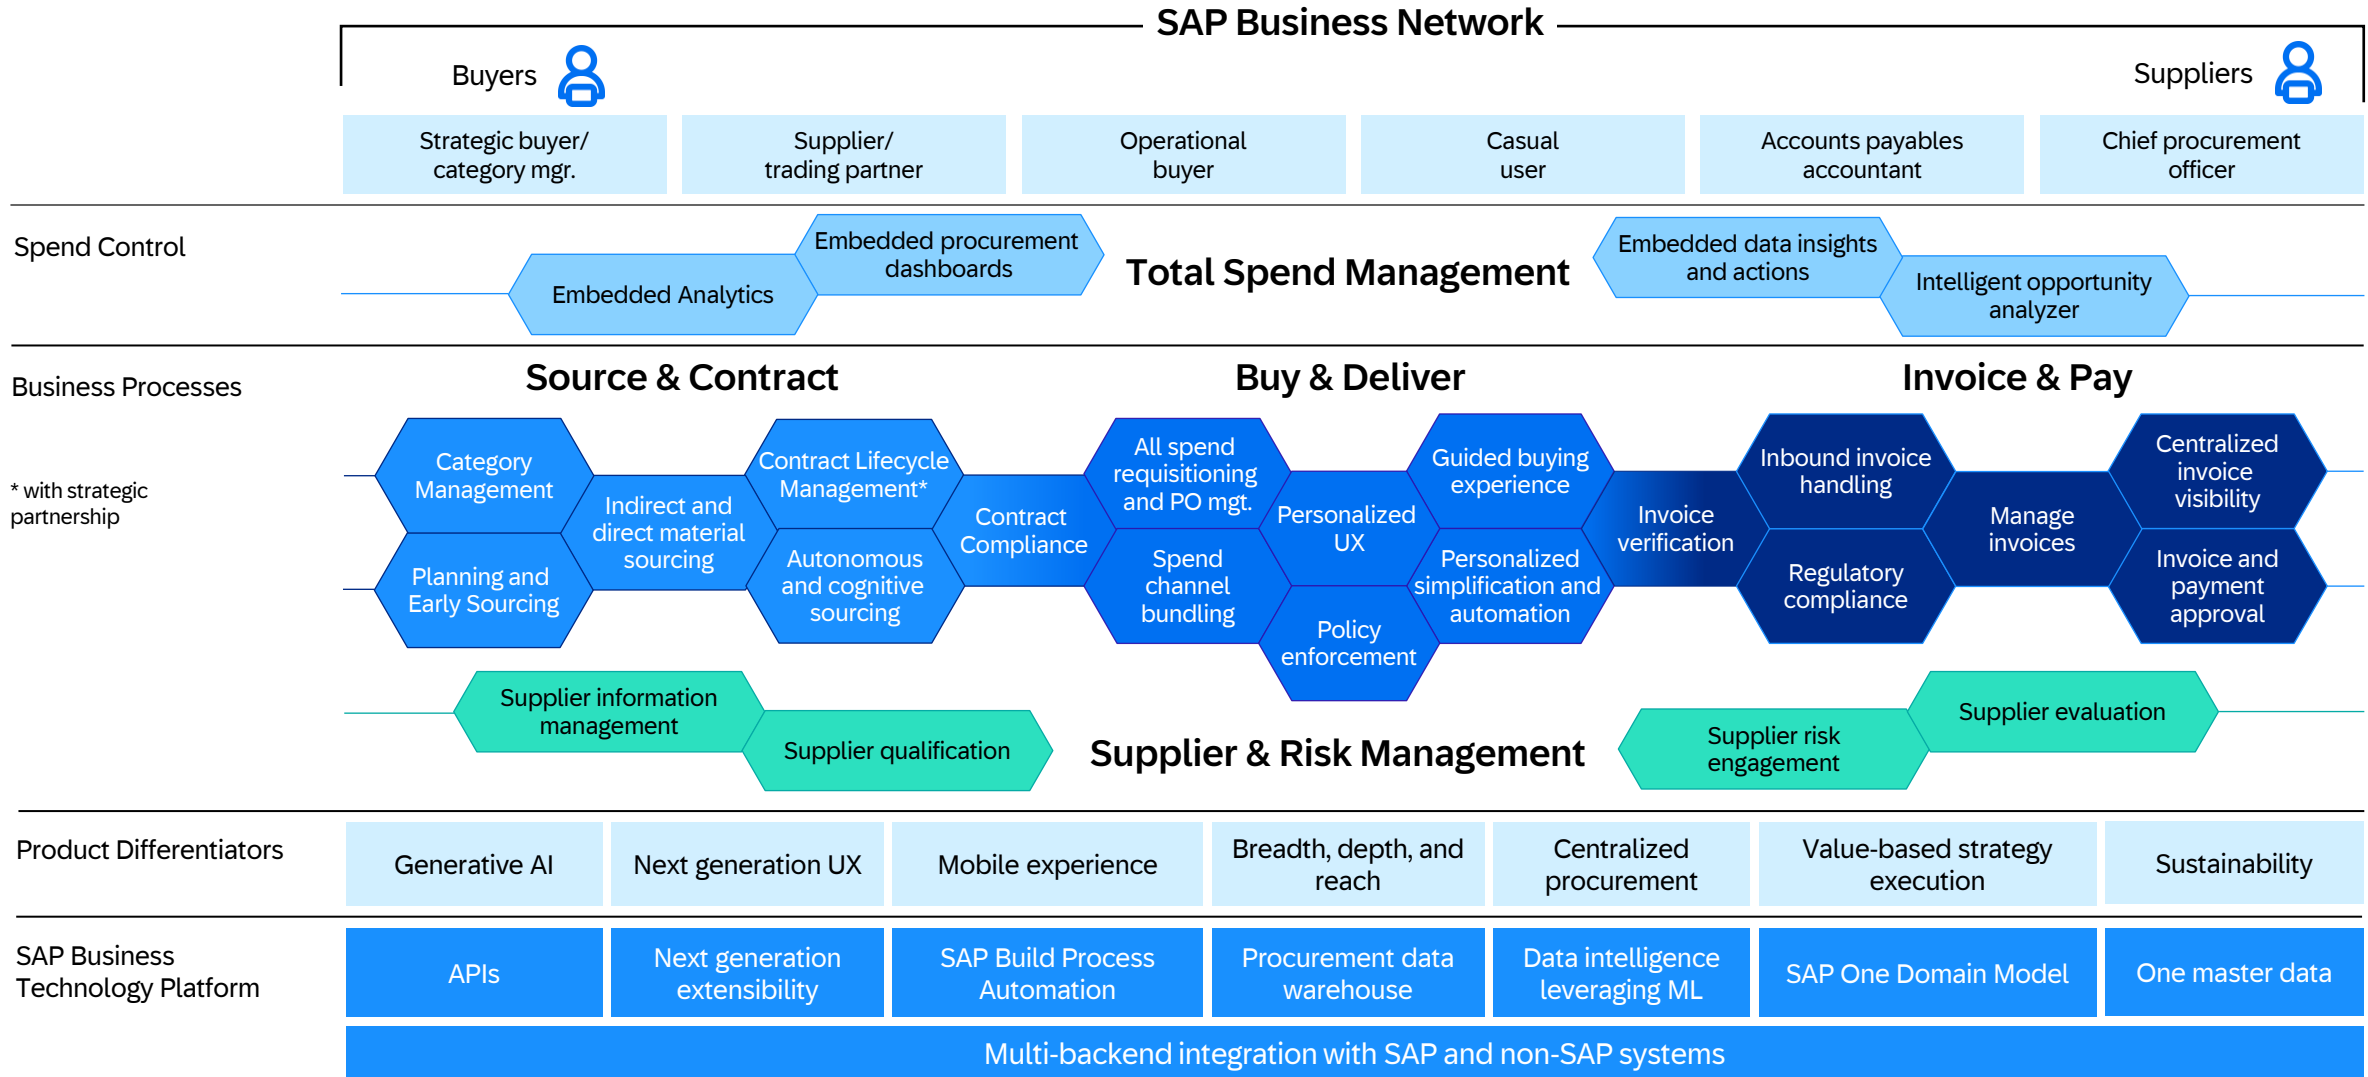 SAP Business Network
Buyers
Suppliers
Strategic buyer/
category mgr.
Supplier/
trading partner
Operational
buyer
Casual
user
Accounts payables
accountant
Chief procurement
officer
Spend Control
Embedded Analytics
Embedded procurement
dashboards
Total Spend Management
Embedded data insights
and actions
Intelligent opportunity
analyzer
Business Processes
* with strategic
partnership
Source & Contract
Buy & Deliver
Invoice & Pay
Category
Management
Planning and
Early Sourcing
Indirect and
direct material
sourcing
Contract Lifecycle
Management*
Autonomous
and cognitive
sourcing
Contract
Compliance
All spend
requisitioning
and PO mgt.
Spend
channel
bundling
Personalized
UX
Policy
enforcement
Guided buying
experience
Personalized
simplification and
automation
Invoice
verification
Inbound invoice
handling
Regulatory
compliance
Manage
invoices
Centralized
invoice
visibility
Invoice and
payment
approval
Supplier information
management
Supplier qualification
Supplier & Risk Management
Supplier risk
engagement
Supplier evaluation
Product Differentiators
Generative AI
Next generation UX
Mobile experience
Breadth, depth, and
reach
Centralized
procurement
Value-based strategy
execution
Sustainability
SAP Business
Technology Platform
APIs
Next generation
extensibility
SAP Build Process
Automation
Procurement data
warehouse
Data intelligence
leveraging ML
SAP One Domain Model
One master data
Multi-backend integration with SAP and non-SAP systems